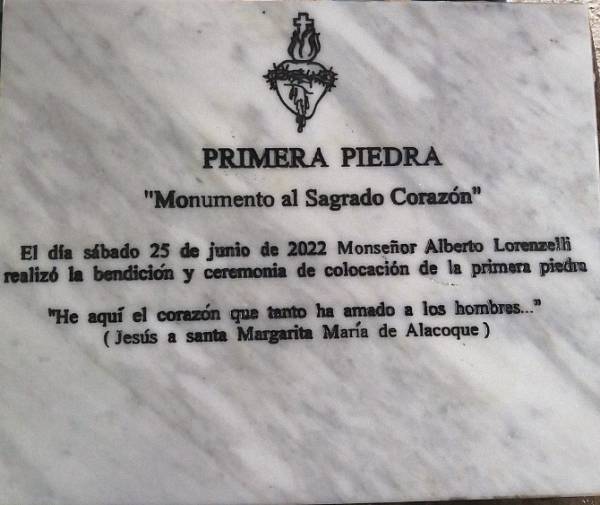 PRIMERA PIEDRA
"Monumento al Sagrado Corazón"
El día sábado 25 de junio de 2022 Monseñor Alberto Lorenzelli
realizó la bendición y ceremonia de colocación de la primera piedra
"He aquí el corazón que tanto ha amado a los hombres..."
( Jesús a santa Margarita María de Alacoque )